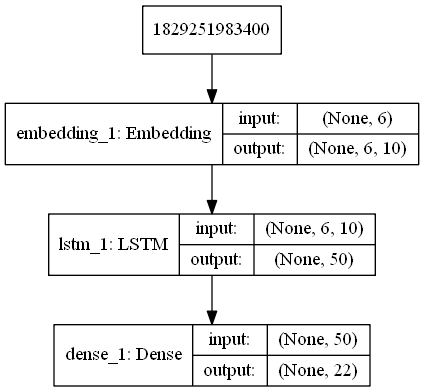 1829251983400
embedding_1: Embedding
input:
(None, 6)
output:
(None, 6, 10)
lstm_1: LSTM
input:
(None, 6, 10)
output:
(None, 50)
dense_1: Dense
input:
(None, 50)
output:
(None, 22)